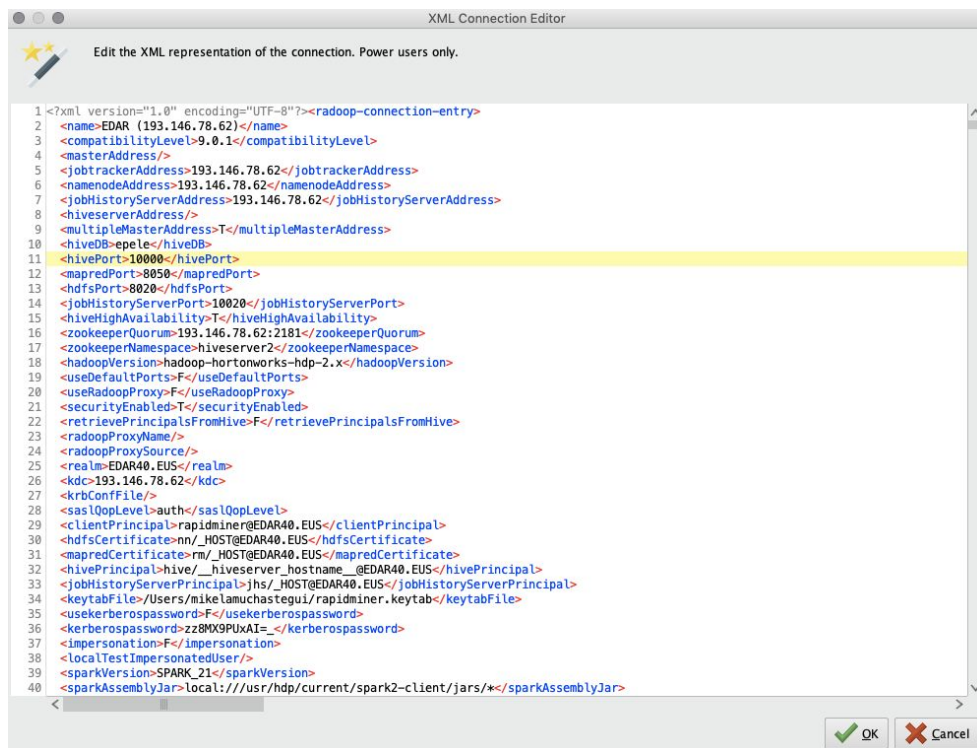 XML Connection Editor
Edit the XML representation of the connection. Power users only.
1 <?xml version="1.0" encoding="UTF-8"?><radoop-connection-entry>
2 <name>EDAR (193.146.78.62)</name>
3 <compatibilityLevel>9.0.1</compatibilityLevel>
4 <masterAddress/>
5 <jobtrackerAddress>193.146.78.62</jobtrackerAddress>
6 <namenodeAddress>193.146.78.62</namenodeAddress>
7 <jobHistoryServerAddress>193.146.78.62</jobHistoryServerAddress>
8 <hiveserverAddress/>
9 <multipleMasterAddress>T</multipleMasterAddress>
10 <hiveDB>epele</hiveDB>
11 <hivePort>10000</hivePort>
12 <mapredPort>8050</mapredPort>
13 <hdfsPort>8020</hdfsPort>
14 <jobHistoryServerPort>10020</jobHistoryServerPort>
15 <hiveHighAvailability>T</hiveHighAvailability>
16 <zookeeperQuorum>193.146.78.62:2181</zookeeperQuorum>
17 <zookeeperNamespace>hiveserver2</zookeeperNamespace>
18 <hadoopVersion>hadoop-hortonworks-hdp-2.x</hadoopVersion>
19 <useDefaultPorts>F</useDefaultPorts>
20 <useRadoopProxy>F</useRadoopProxy>
21 <securityEnabled>T</securityEnabled>
22 <retrievePrincipalsFromHive>F</retrievePrincipalsFromHive>
23 <radoopProxyName/>
24 <radoopProxySource/>
25 <realm>EDAR40.EUS</realm>
26 <kdc>193.146.78.62</kdc>
27 <krbConfFile/>
28 <saslQopLevel>auth</saslQopLevel>
29 <clientPrincipal>rapidminer@EDAR40.EUS</clientPrincipal>
30 <hdfsCertificate>nn/_HOST@EDAR40.EUS</hdfsCertificate>
31 <mapredCertificate>rm/_HOST@EDAR40.EUS</mapredCertificate>
32 <hivePrincipal>hive/__hiveserver_hostname__@EDAR40.EUS</hivePrincipal>
33 <jobHistoryServerPrincipal>jhs/_HOST@EDAR40.EUS</jobHistoryServerPrincipal>
34 <keytabFile>/Users/mikelamuchastegui/rapidminer.keytab</keytabFile>
35 <usekerberospassword>F</usekerberospassword>
36 <kerberospassword>zz8MX9PUxAI=_</kerberospassword>
37 <impersonation>F</impersonation>
38 <localTestImpersonatedUser/>
39 <sparkVersion>SPARK_21</sparkVersion>
40 <sparkAssemblyJar>local:///usr/hdp/current/spark2-client/jars/*</sparkAssemblyJar>
OK Cancel